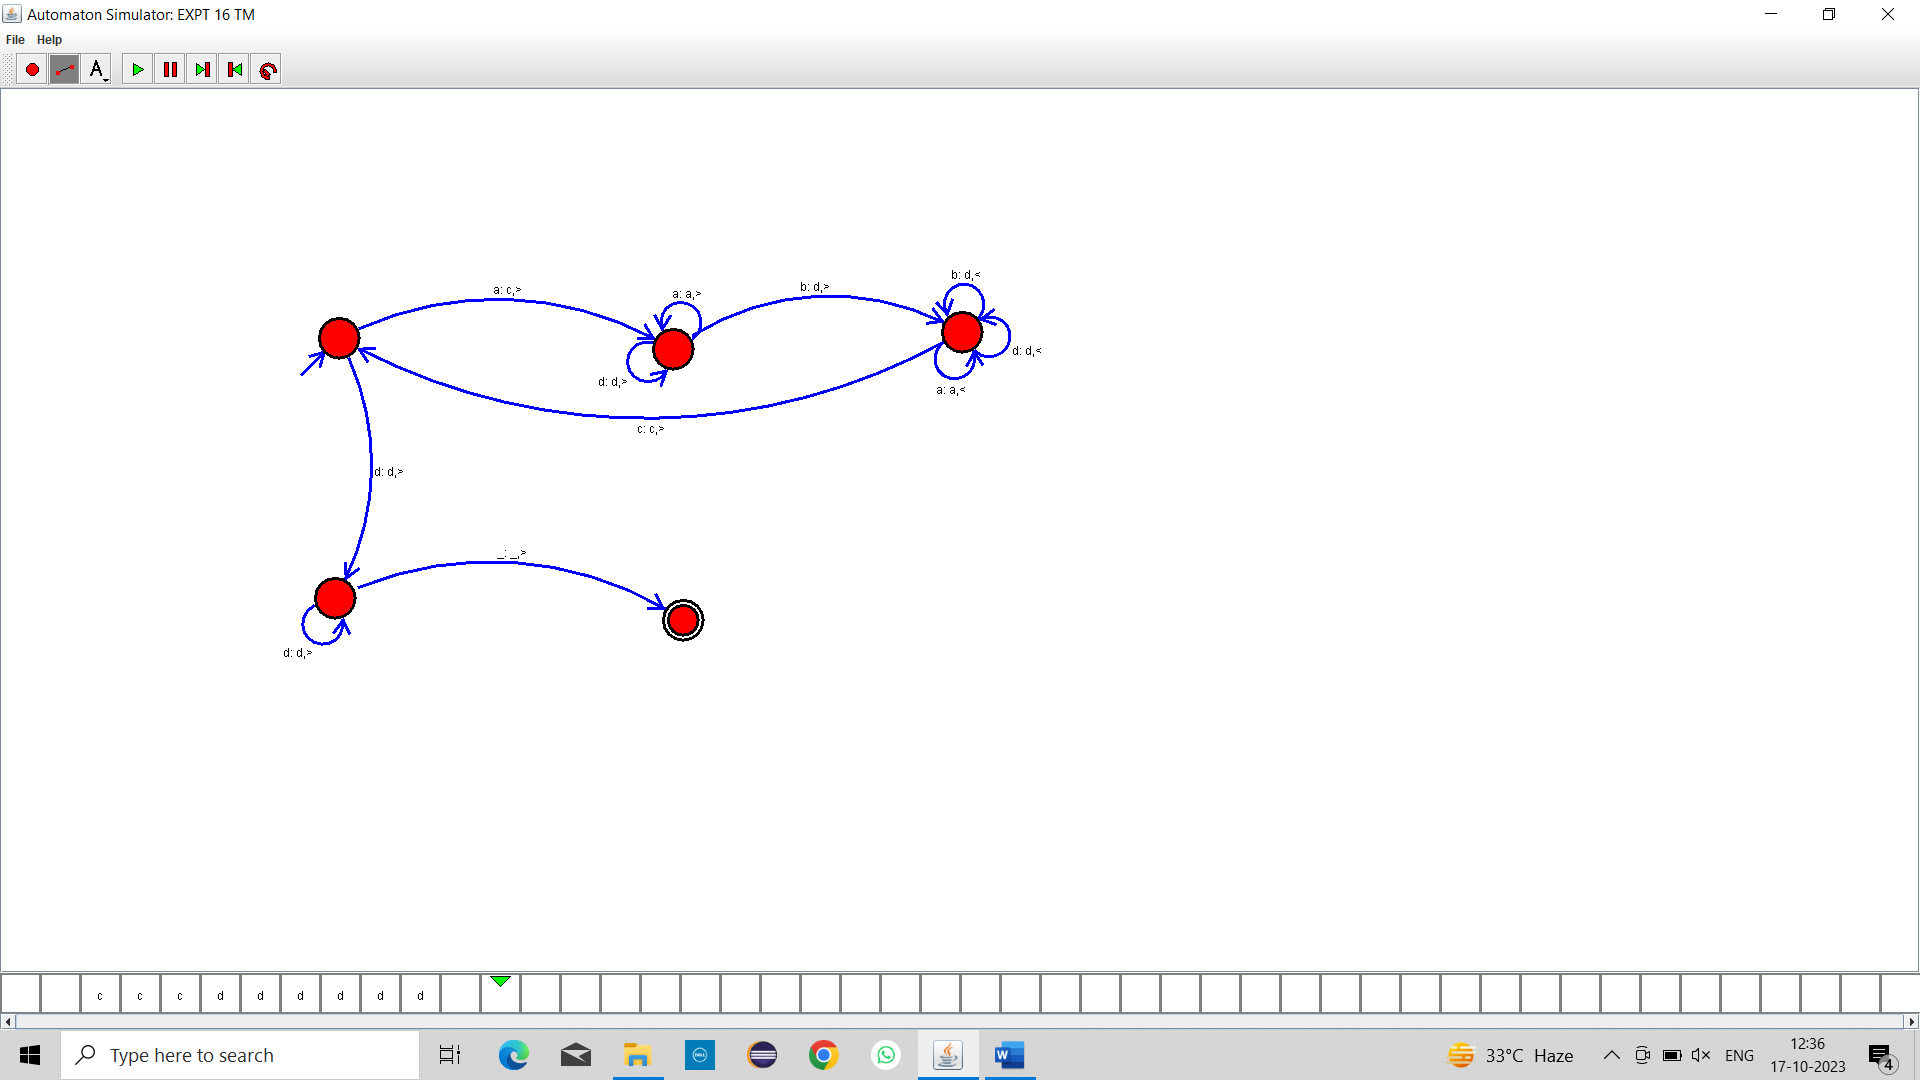 Automaton Simulator: EXPT 16 TM
File Help
A
b: d,<
a: c,>
a: a,>
b: d,>
d: d,<
d: d,>
a: a,<
c: c,>
d: d,>
_: _,>
d: d,>
c c c d d d d d d
Type here to search
DELL
W
33°C Haze
ENG
12:36
17-10-2023
4